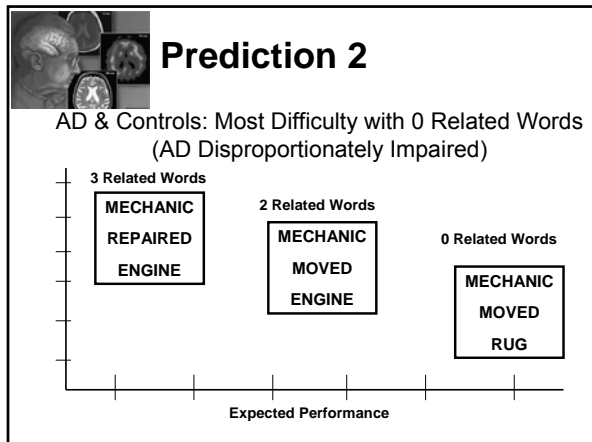 Prediction 2
AD & Controls: Most Difficulty with 0 Related Words
(AD Disproportionately Impaired)
3 Related Words
MECHANIC
REPAIRED
ENGINE
2 Related Words
MECHANIC
MOVED
ENGINE
0 Related Words
MECHANIC
MOVED
RUG
Expected Performance